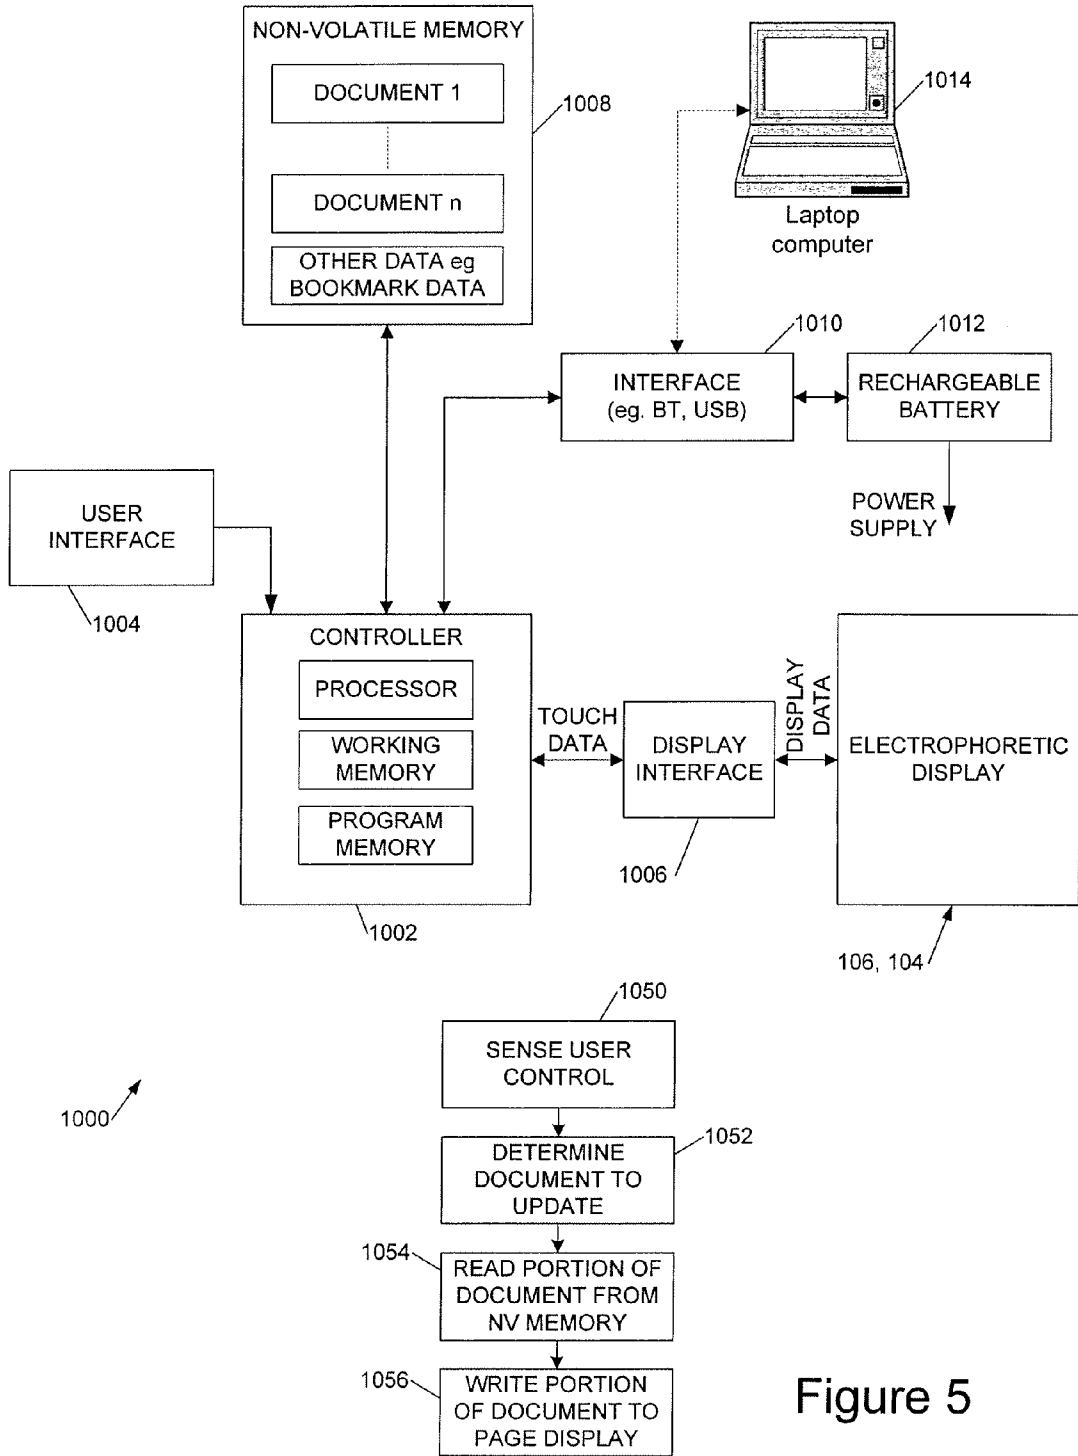 NON-VOLATILE MEMORY
DOCUMENT 1
DOCUMENT n
OTHER DATA eg
BOOKMARK DATA
1008
1014
Laptop
computer
1010
1012
INTERFACE
(eg. BT, USB)
RECHARGEABLE
BATTERY
POWER
SUPPLY
USER
INTERFACE
1004
CONTROLLER
PROCESSOR
WORKING
MEMORY
PROGRAM
MEMORY
1002
TOUCH
DATA
DISPLAY
INTERFACE
1006
DISPLAY
DATA
ELECTROPHORETIC
DISPLAY
106, 104
1000
1050
SENSE USER
CONTROL
1052
DETERMINE
DOCUMENT TO
UPDATE
1054
READ PORTION OF
DOCUMENT FROM
NV MEMORY
1056
WRITE PORTION
OF DOCUMENT TO
PAGE DISPLAY
Figure 5